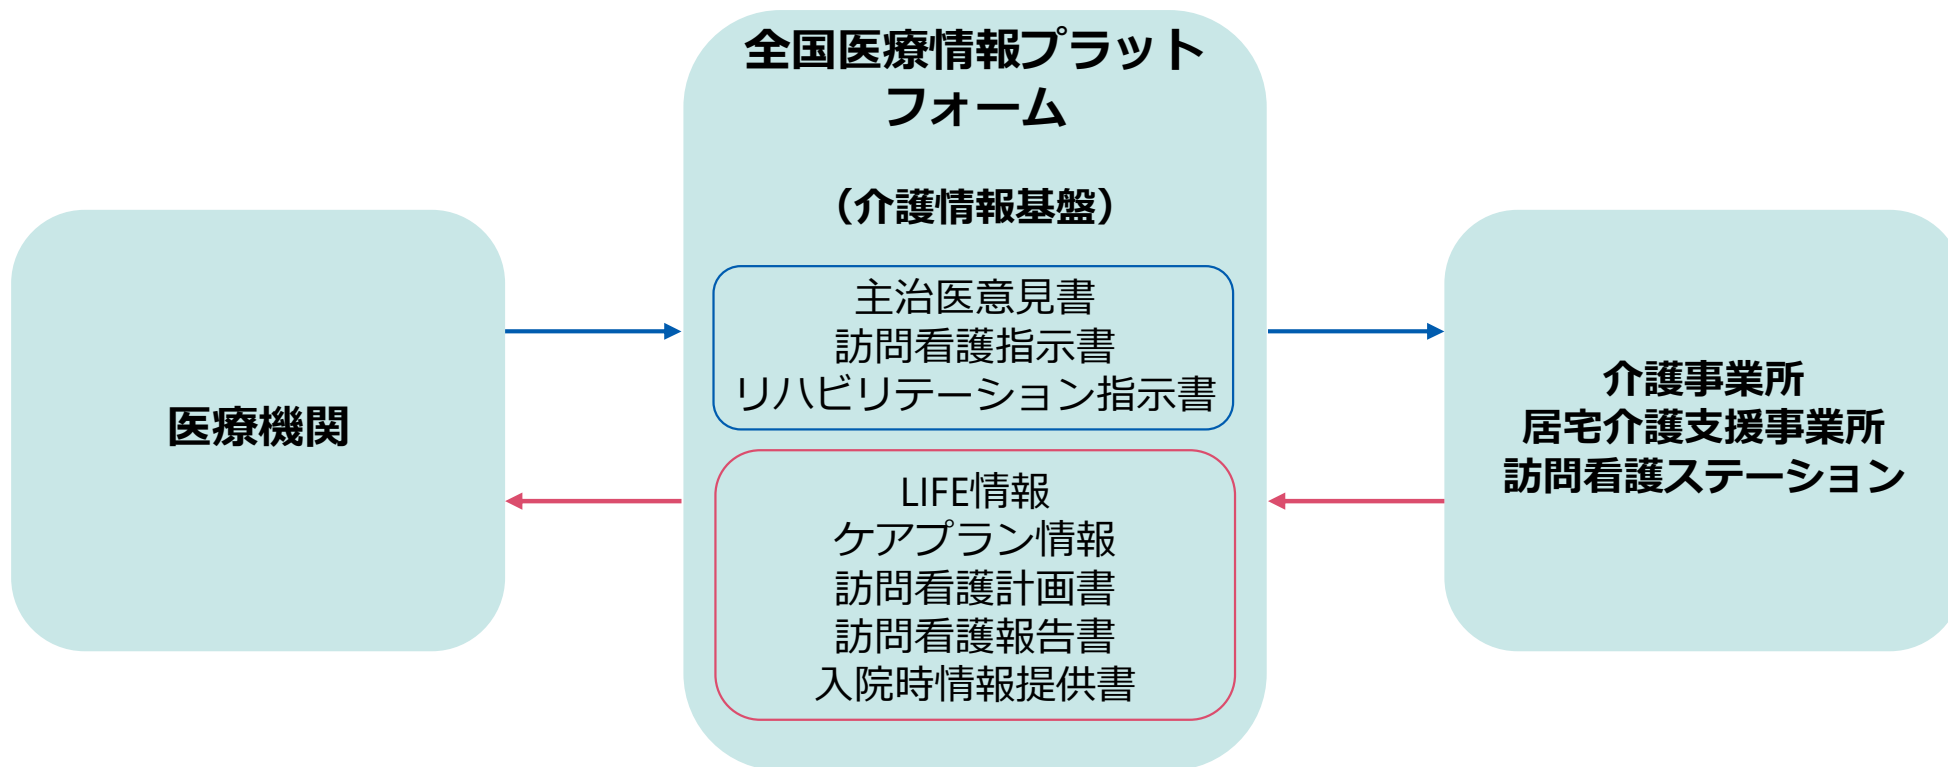 全国医療情報プラット
フォーム
（介護情報基盤）
主治医意見書
訪問看護指示書
リハビリテーション指示書
LIFE情報
ケアプラン情報
訪問看護計画書
訪問看護報告書
入院時情報提供書
医療機関
介護事業所
居宅介護支援事業所
訪問看護ステーション